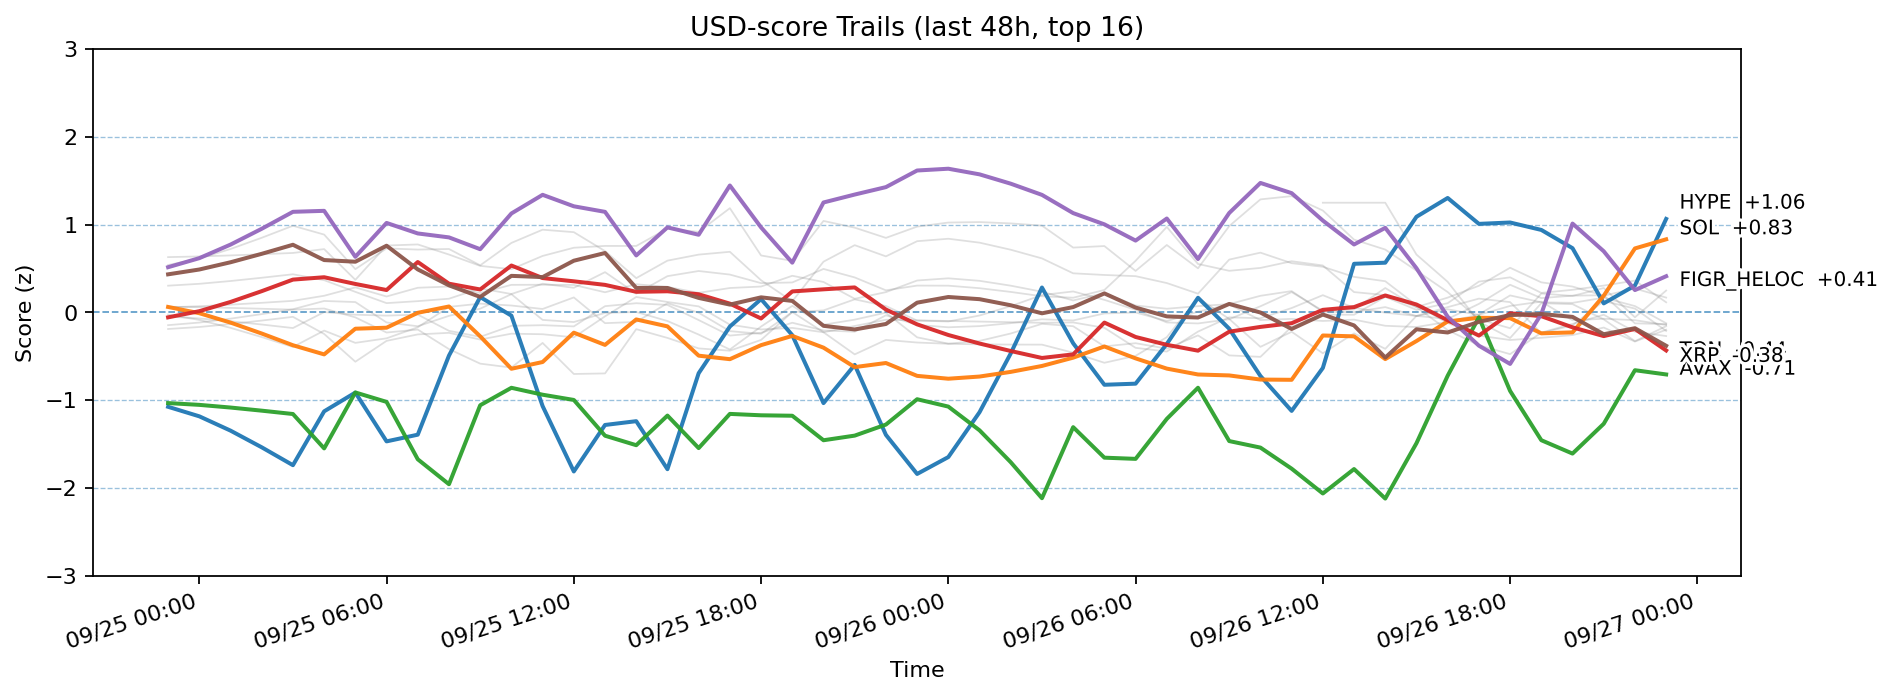 USD-score Trails (last 48h, top 16)
Score (z)
3
2
1
0
−1
−2
−3
HYPE +1.06
SOL +0.83
FIGR_HELOC +0.41
XRP -0.38
AVAX -0.71
09/25 00:00
09/25 06:00
09/25 12:00
09/25 18:00
09/26 00:00
09/26 06:00
09/26 12:00
09/26 18:00
09/27 00:00
Time